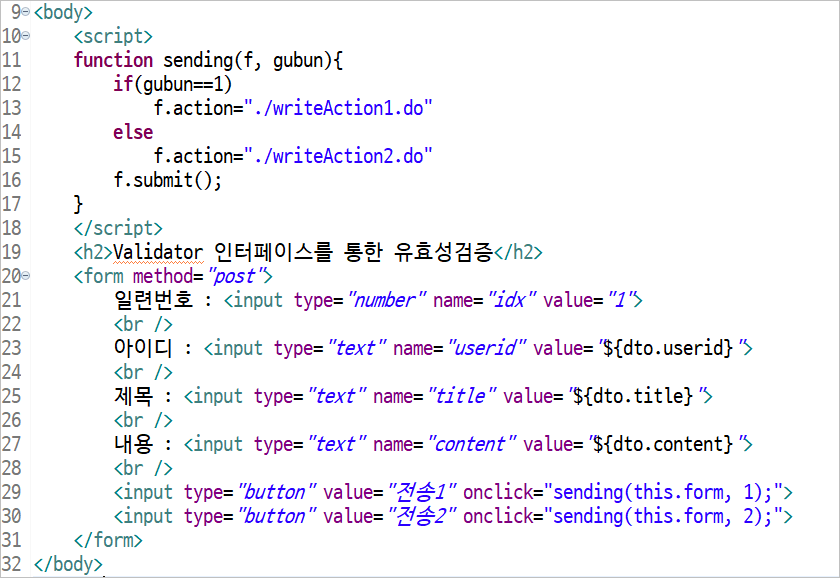 9 <body>
10 <script>
11 function sending(f, gubun){
12 if(gubun==1)
13 f.action="./writeAction1.do"
14 else
15 f.action="./writeAction2.do"
16 f.submit();
17 }
18 </script>
19 <h2>Validator 인터페이스를 통한 유효성검증</h2>
20 <form method="post">
21 일련번호 : <input type="number" name="idx" value="1">
22 <br />
23 아이디 : <input type="text" name="userid" value="${dto.userid}">
24 <br />
25 제목 : <input type="text" name="title" value="${dto.title}">
26 <br />
27 내용 : <input type="text" name="content" value="${dto.content}">
28 <br />
29 <input type="button" value="전송1" onclick="sending(this.form, 1);">
30 <input type="button" value="전송2" onclick="sending(this.form, 2);">
31 </form>
32 </body>